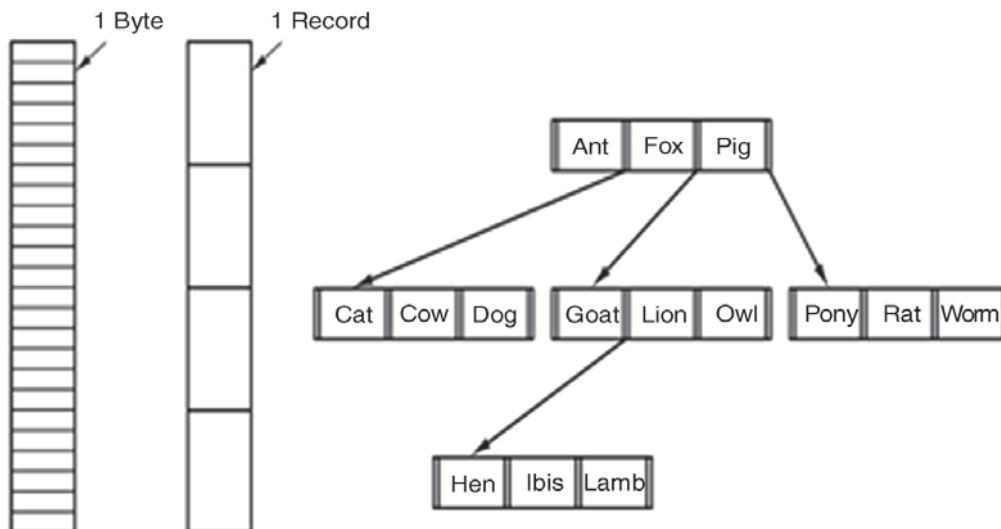 1 Byte
1 Record
Ant Fox Pig
Cat Cow Dog
Goat Lion Owl
Pony Rat Worm
Hen Ibis Lamb